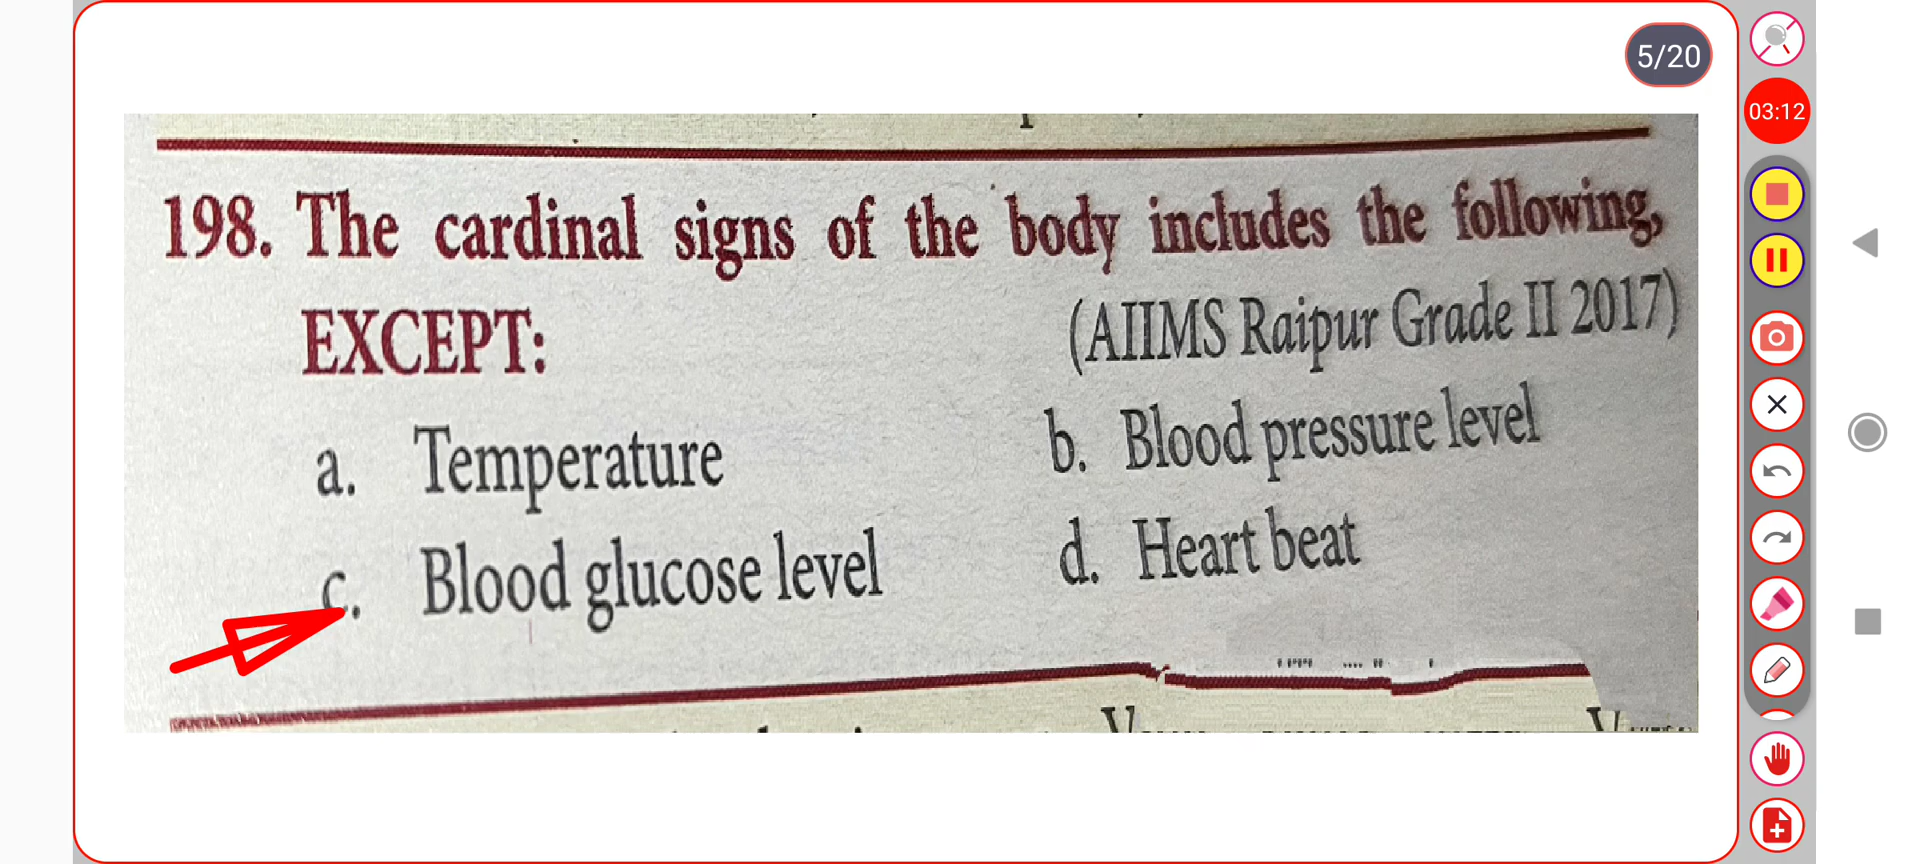 5/20
03:12
198. The cardinal signs of the body includes the following,
EXCEPT: (AIIMS Raipur Grade II 2017)
a. Temperature b. Blood pressure level
c. Blood glucose level d. Heart beat